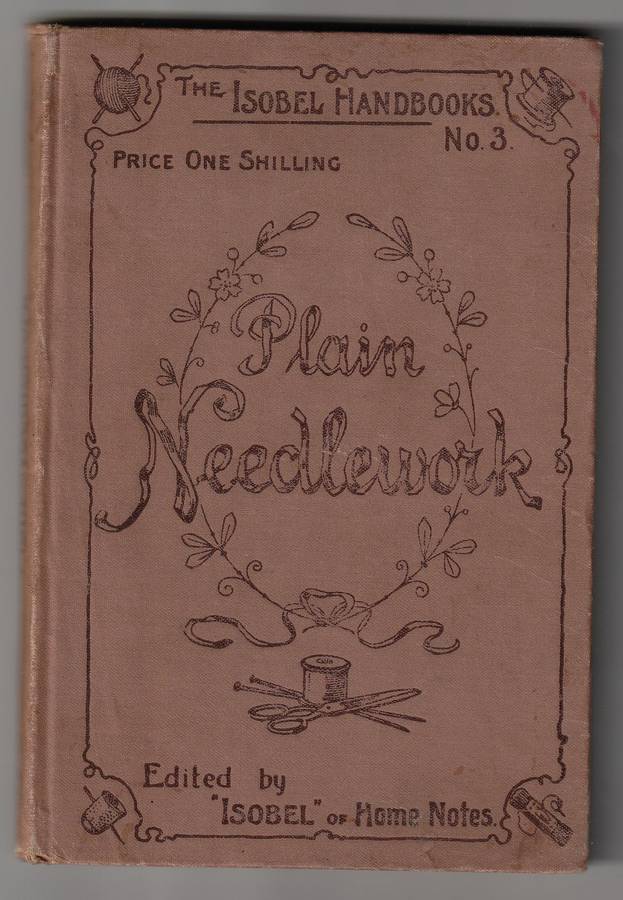 THE ISOBEL HANDBOOKS.
No. 3.
PRICE ONE SHILLING
Plain
Needlework
Edited by
"ISOBEL" OF Home Notes.